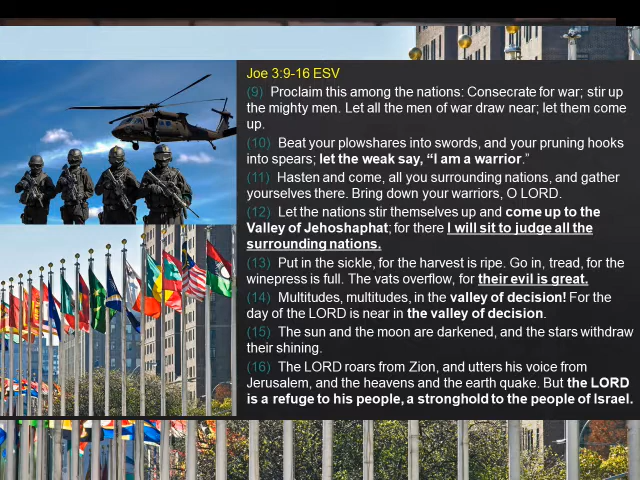 Joe 3:9-16 ESV
(9)  Proclaim this among the nations: Consecrate for war; stir up
the mighty men. Let all the men of war draw near; let them come
up.
(10)  Beat your plowshares into swords, and your pruning hooks
into spears; let the weak say, “I am a warrior.”
(11)  Hasten and come, all you surrounding nations, and gather
yourselves there. Bring down your warriors, O LORD.
(12)  Let the nations stir themselves up and come up to the
Valley of Jehoshaphat; for there I will sit to judge all the
surrounding nations.
(13)  Put in the sickle, for the harvest is ripe. Go in, tread, for the
winepress is full. The vats overflow, for their evil is great.
(14)  Multitudes, multitudes, in the valley of decision! For the
day of the LORD is near in the valley of decision.
(15)  The sun and the moon are darkened, and the stars withdraw
their shining.
(16)  The LORD roars from Zion, and utters his voice from
Jerusalem, and the heavens and the earth quake. But the LORD
is a refuge to his people, a stronghold to the people of Israel.